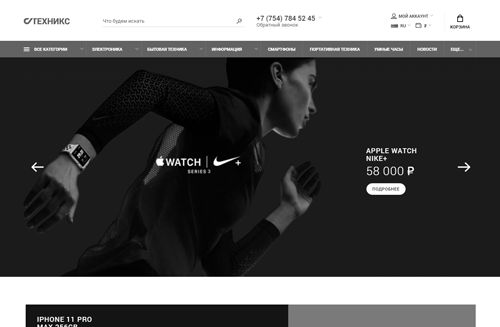 ТЕХНИКС
Что будем искать
+7 (754) 784 52 45
Обратный звонок
МОЙ АККАУНТ
RU
₽
КОРЗИНА
ВСЕ КАТЕГОРИИ
ЭЛЕКТРОНИКА
БЫТОВАЯ ТЕХНИКА
ИНФОРМАЦИЯ
СМАРТФОНЫ
ПОРТАТИВНАЯ ТЕХНИКА
УМНЫЕ ЧАСЫ
НОВОСТИ
ЕЩЕ...
WATCH
SERIES 3
APPLE WATCH
NIKE+
58 000 ₽
ПОДРОБНЕЕ
IPHONE 11 PRO
MAX 256GB